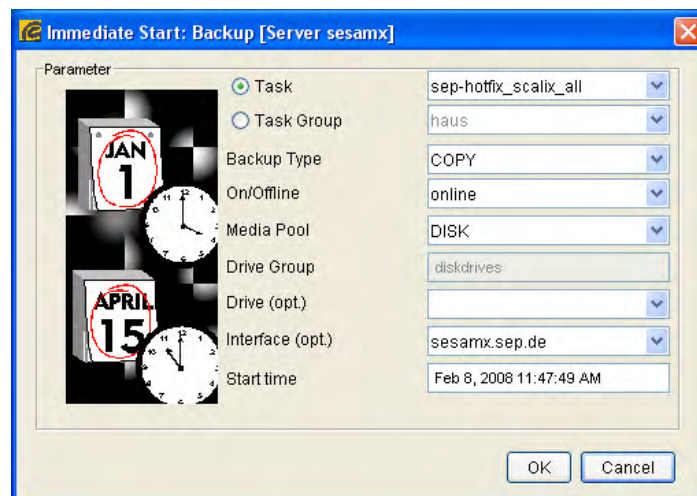 Immediate Start: Backup [Server sesamx]
Parameter
Task sep-hotfix_scalix_all
Task Group haus
Backup Type COPY
On/Offline online
Media Pool DISK
Drive Group diskdrives
Drive (opt.)
Interface (opt.) sesamx.sep.de
Start time Feb 8, 2008 11:47:49 AM
JAN
1
APRIL
15
OK Cancel